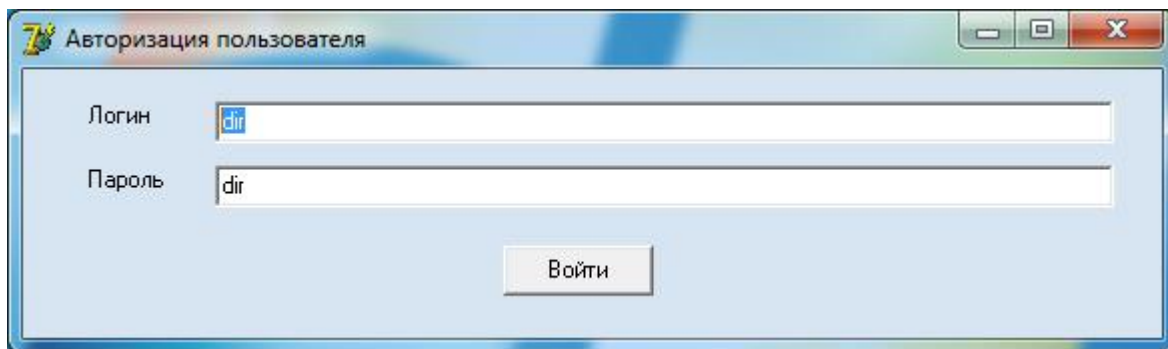 Авторизация пользователя
Логин
dir
Пароль
dir
Войти